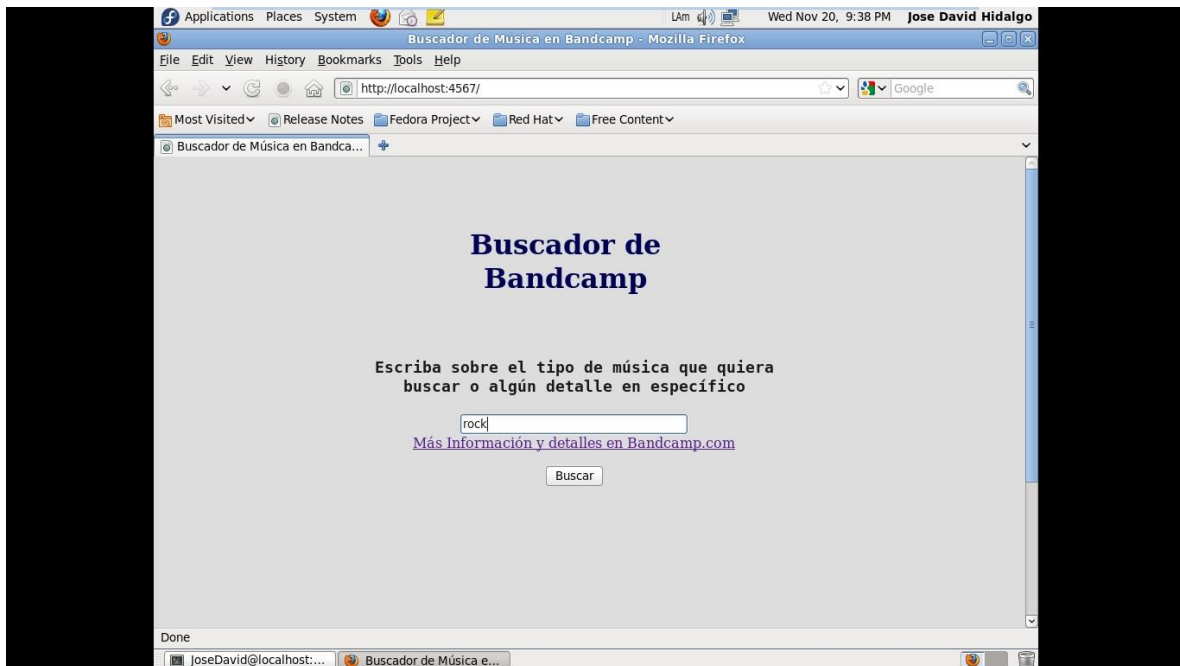 Applications Places System LAm Wed Nov 20, 9:38 PM Jose David Hidalgo
Buscador de Música en Bandcamp - Mozilla Firefox
File Edit View History Bookmarks Tools Help
http://localhost:4567/ Google
Most Visited Release Notes Fedora Project Red Hat Free Content
Buscador de Música en Bandca...
Buscador de
Bandcamp
Escriba sobre el tipo de música que quiera
buscar o algún detalle en específico
rock
Más Información y detalles en Bandcamp.com
Buscar
Done
JoseDavid@localhost:... Buscador de Música e...